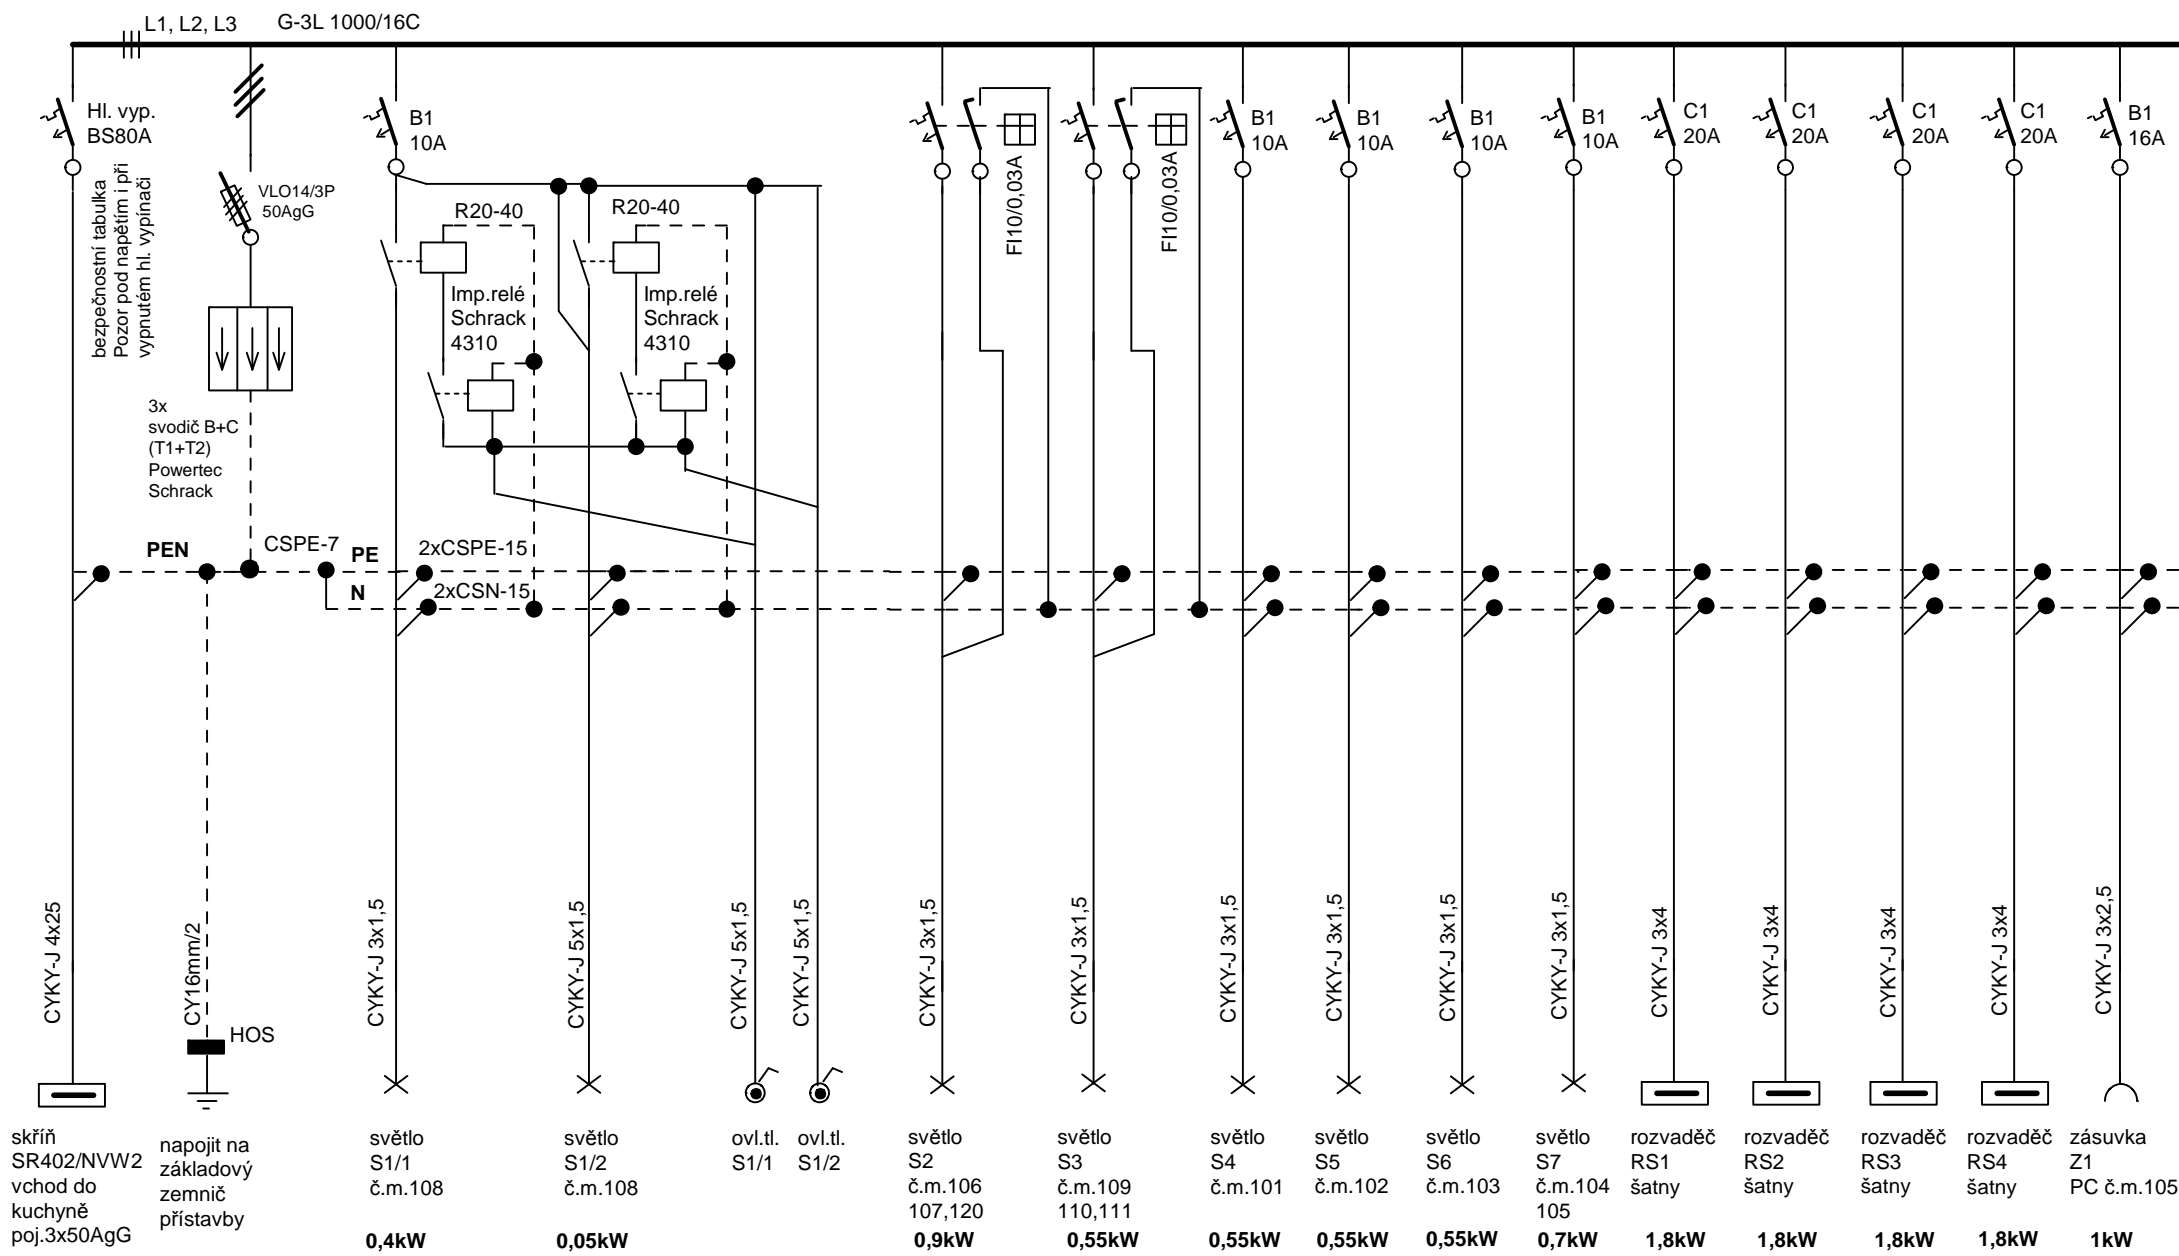 L1, L2, L3
G-3L 1000/16C
Hl. vyp.
BS80A
bezpečnostní tabulka
Pozor pod napětím i při
vypnutém hl. vypínači
VLO14/3P
50AgG
3x
svodič B+C
(T1+T2)
Powertec
Schrack
B1
10A
R20-40
Imp.relé
Schrack
4310
R20-40
Imp.relé
Schrack
4310
FI10/0,03A
FI10/0,03A
B1
10A
B1
10A
B1
10A
B1
10A
C1
20A
C1
20A
C1
20A
C1
20A
B1
16A
PEN
CSPE-7
PE
2xCSPE-15
N
2xCSN-15
CYKY-J 4x25
CY16mm/2
HOS
CYKY-J 3x1,5
CYKY-J 5x1,5
CYKY-J 5x1,5
CYKY-J 5x1,5
CYKY-J 3x1,5
CYKY-J 3x1,5
CYKY-J 3x1,5
CYKY-J 3x1,5
CYKY-J 3x1,5
CYKY-J 3x1,5
CYKY-J 3x4
CYKY-J 3x4
CYKY-J 3x4
CYKY-J 3x4
CYKY-J 3x2,5
skříň
SR402/NVW2
vchod do
kuchyně
poj.3x50AgG
napojit na
základový
zemnič
přístavby
světlo
S1/1
č.m.108
0,4kW
světlo
S1/2
č.m.108
0,05kW
ovl.tl.
S1/1
ovl.tl.
S1/2
světlo
S2
č.m.106
107,120
0,9kW
světlo
S3
č.m.109
110,111
0,55kW
světlo
S4
č.m.101
0,55kW
světlo
S5
č.m.102
0,55kW
světlo
S6
č.m.103
0,55kW
světlo
S7
č.m.104
105
0,7kW
rozvaděč
RS1
šatny
1,8kW
rozvaděč
RS2
šatny
1,8kW
rozvaděč
RS3
šatny
1,8kW
rozvaděč
RS4
šatny
1,8kW
zásuvka
Z1
PC č.m.105
1kW